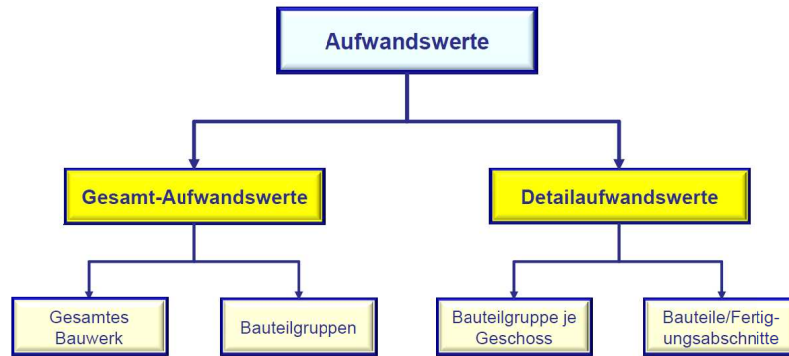 Aufwandswerte
Gesamt-Aufwandswerte
Detailaufwandswerte
Gesamtes
Bauwerk
Bauteilgruppen
Bauteilgruppe je
Geschoss
Bauteile/Fertig-
ungsabschnitte